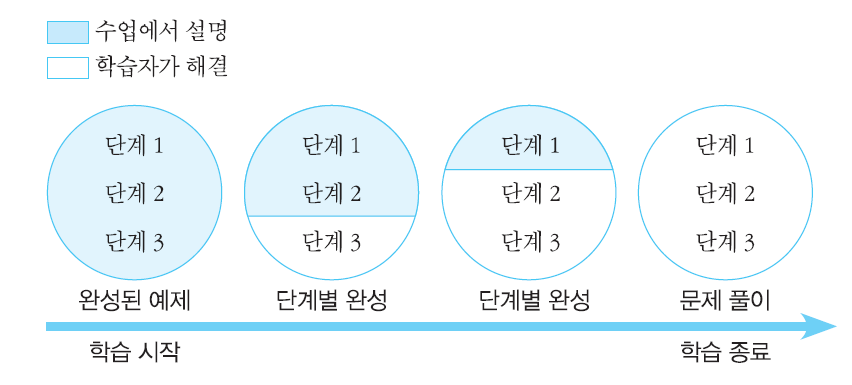 수업에서 설명
학습자가 해결
단계 1 단계 1 단계 1 단계 1
단계 2 단계 2 단계 2 단계 2
단계 3 단계 3 단계 3 단계 3
완성된 예제 단계별 완성 단계별 완성 문제 풀이
학습 시작 학습 종료